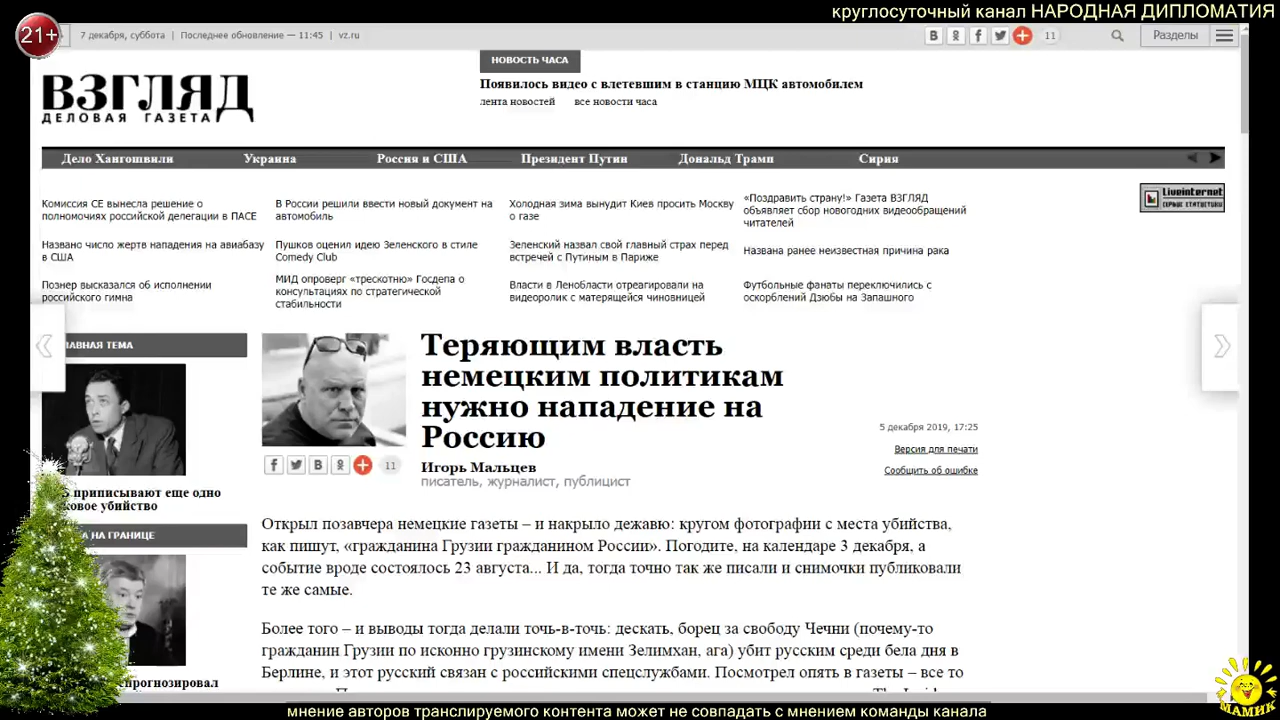 круглосуточный канал НАРОДНАЯ ДИПЛОМАТИЯ
21+
7 декабря, суббота | Последнее обновление — 11:45 | vz.ru
11
Разделы
НОВОСТЬ ЧАСА
Появилось видео с влетевшим в станцию МЦК автомобилем
лента новостей все новости часа
ВЗГЛЯД
ДЕЛОВАЯ ГАЗЕТА
Дело Хангошвили Украина Россия и США Президент Путин Дональд Трамп Сирия
Комиссия СЕ вынесла решение о
полномочиях российской делегации в ПАСЕ
В России решили ввести новый документ на
автомобиль
Холодная зима вынудит Киев просить Москву
о газе
«Поздравить страну!» Газета ВЗГЛЯД
объявляет сбор новогодних видеообращений
читателей
LiveInternet
Названо число жертв нападения на авиабазу
в США
Пушков оценил идею Зеленского в стиле
Comedy Club
Зеленский назвал свой главный страх перед
встречей с Путиным в Париже
Названа ранее неизвестная причина рака
Познер высказался об исполнении
российского гимна
МИД опроверг «трескотню» Госдепа о
консультациях по стратегической
стабильности
Власти в Ленобласти отреагировали на
видеоролик с матерящейся чиновницей
Футбольные фанаты переключились с
оскорблений Дзюбы на Запашного
ЛАВНАЯ ТЕМА
приписывают еще одно
ковое убийство
НА ГРАНИЦЕ
спрогнозировал
Теряющим власть
немецким политикам
нужно нападение на
Россию
Игорь Мальцев
писатель, журналист, публицист
11
5 декабря 2019, 17:25
Версия для печати
Сообщить об ошибке
Открыл позавчера немецкие газеты – и накрыло дежавю: кругом фотографии с места убийства,
как пишут, «гражданина Грузии гражданином России». Погодите, на календаре 3 декабря, а
событие вроде состоялось 23 августа... И да, тогда точно так же писали и снимочки публиковали
те же самые.
Более того – и выводы тогда делали точь-в-точь: дескать, борец за свободу Чечни (почему-то
гражданин Грузии по исконно грузинскому имени Зелимхан, ага) убит русским среди бела дня в
Берлине, и этот русский связан с российскими спецслужбами. Посмотрел опять в газеты – все то
МАМИК
мнение авторов транслируемого контента может не совпадать с мнением команды канала